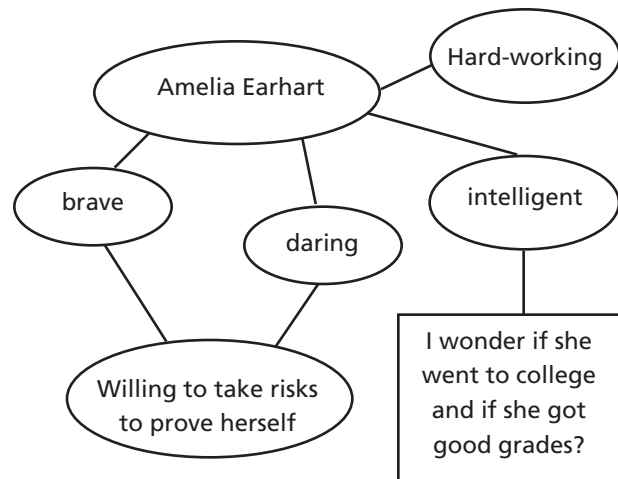 Hard-working
Amelia Earhart
brave
daring
intelligent
Willing to take risks
to prove herself
I wonder if she
went to college
and if she got
good grades?